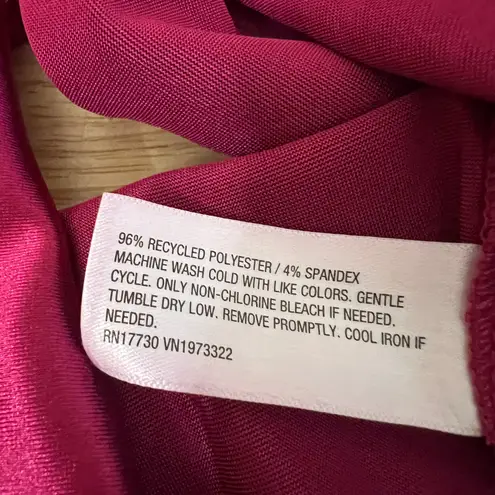 96% RECYCLED POLYESTER / 4% SPANDEX
MACHINE WASH COLD WITH LIKE COLORS. GENTLE
CYCLE. ONLY NON-CHLORINE BLEACH IF NEEDED.
TUMBLE DRY LOW. REMOVE PROMPTLY. COOL IRON IF
NEEDED.
RN17730 VN1973322